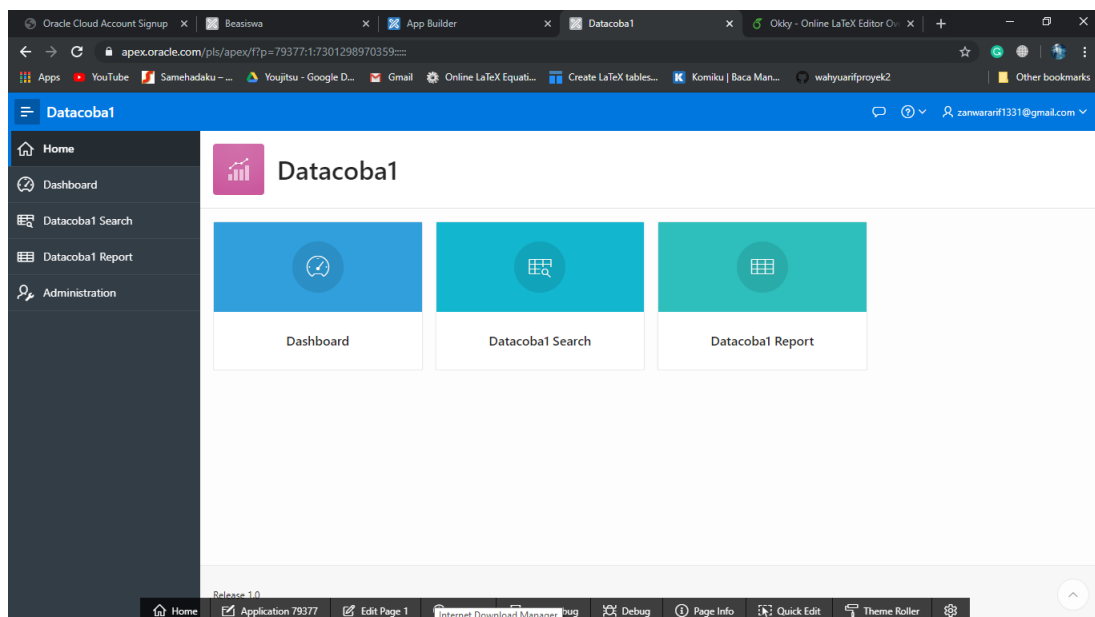 Oracle Cloud Account Signup Beasiswa App Builder Datacoba1 Okky - Online LaTeX Editor Ov
apex.oracle.com/pls/apex/f?p=79377:1:7301298970359:::::
Apps YouTube Samehadaku – ... Youjitsu - Google D... Gmail Online LaTeX Equati... Create LaTeX tables... Komiku | Baca Man... wahyuarifproyek2 Other bookmarks
Datacoba1 zanwararif1331@gmail.com
Home
Datacoba1
Dashboard
Datacoba1 Search
Datacoba1 Report
Administration
Dashboard Datacoba1 Search Datacoba1 Report
Release 1.0
Home Application 79377 Edit Page 1 Internet Download Manager bug Debug Page Info Quick Edit Theme Roller